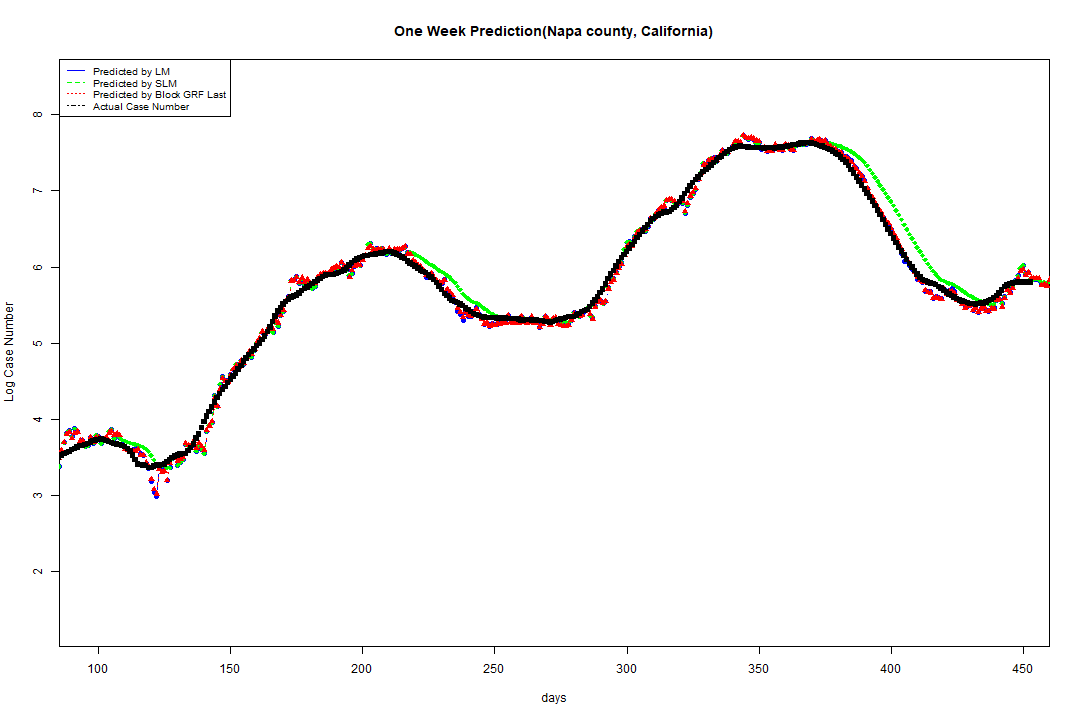 One Week Prediction(Napa county, California)
Predicted by LM
Predicted by SLM
Predicted by Block GRF Last
Actual Case Number
8
7
6
5
4
3
2
Log Case Number
100 150 200 250 300 350 400 450
days